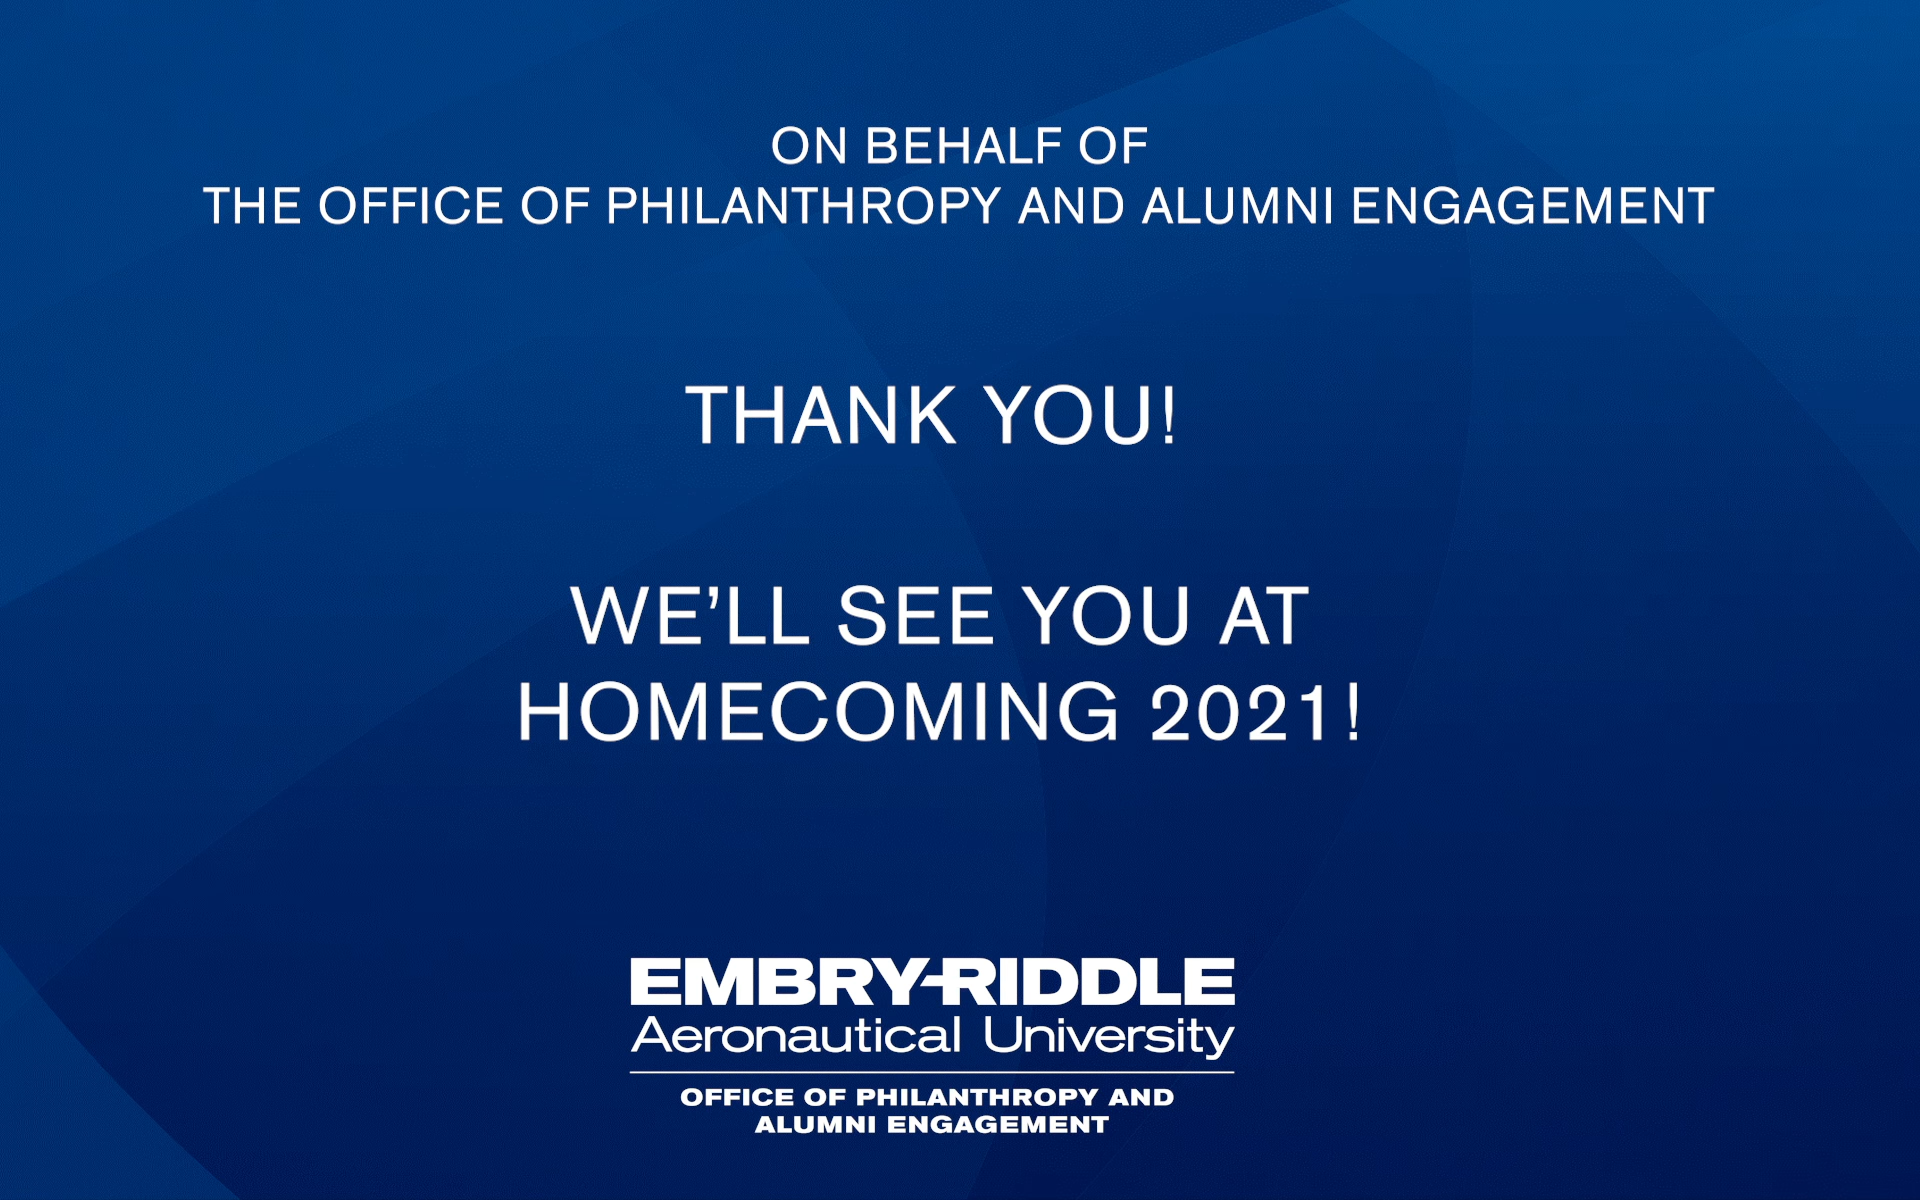 ON BEHALF OF
THE OFFICE OF PHILANTHROPY AND ALUMNI ENGAGEMENT
THANK YOU!
WE’LL SEE YOU AT
HOMECOMING 2021!
EMBRY-RIDDLE
Aeronautical University
OFFICE OF PHILANTHROPY AND
ALUMNI ENGAGEMENT